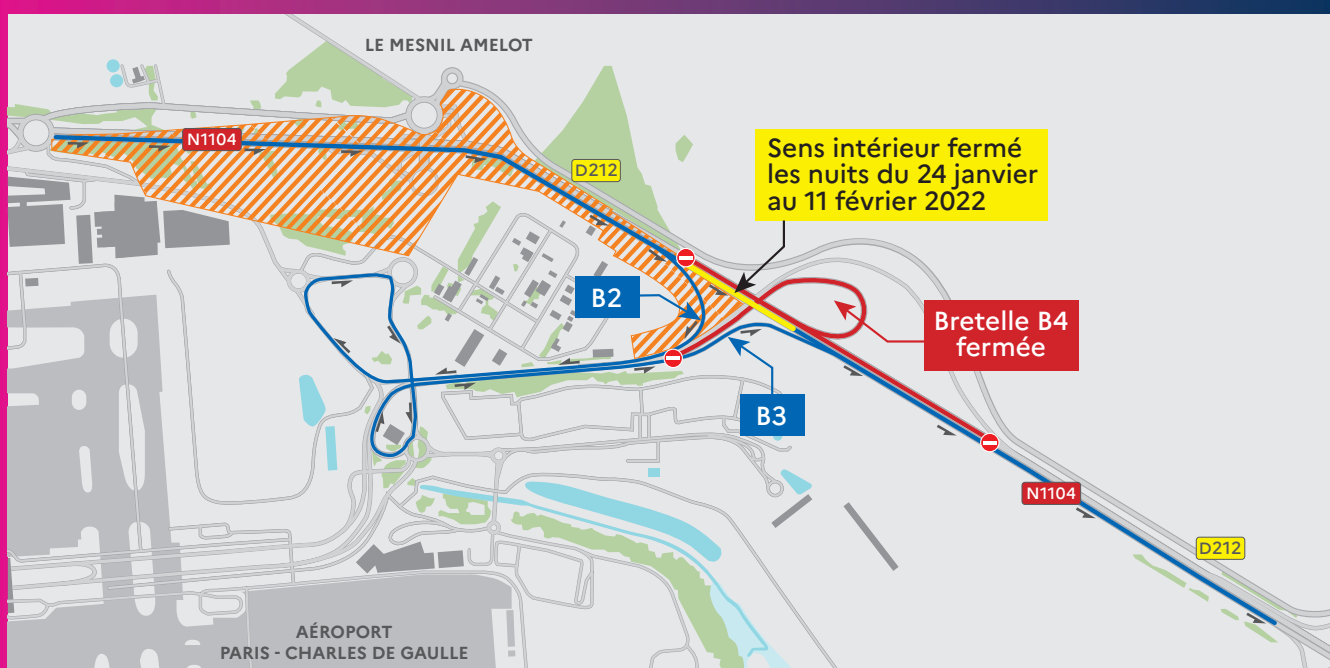 LE MESNIL AMELOT
N1104
D212
Sens intérieur fermé
les nuits du 24 janvier
au 11 février 2022
B2
Bretelle B4
fermée
B3
N1104
D212
AÉROPORT
PARIS - CHARLES DE GAULLE